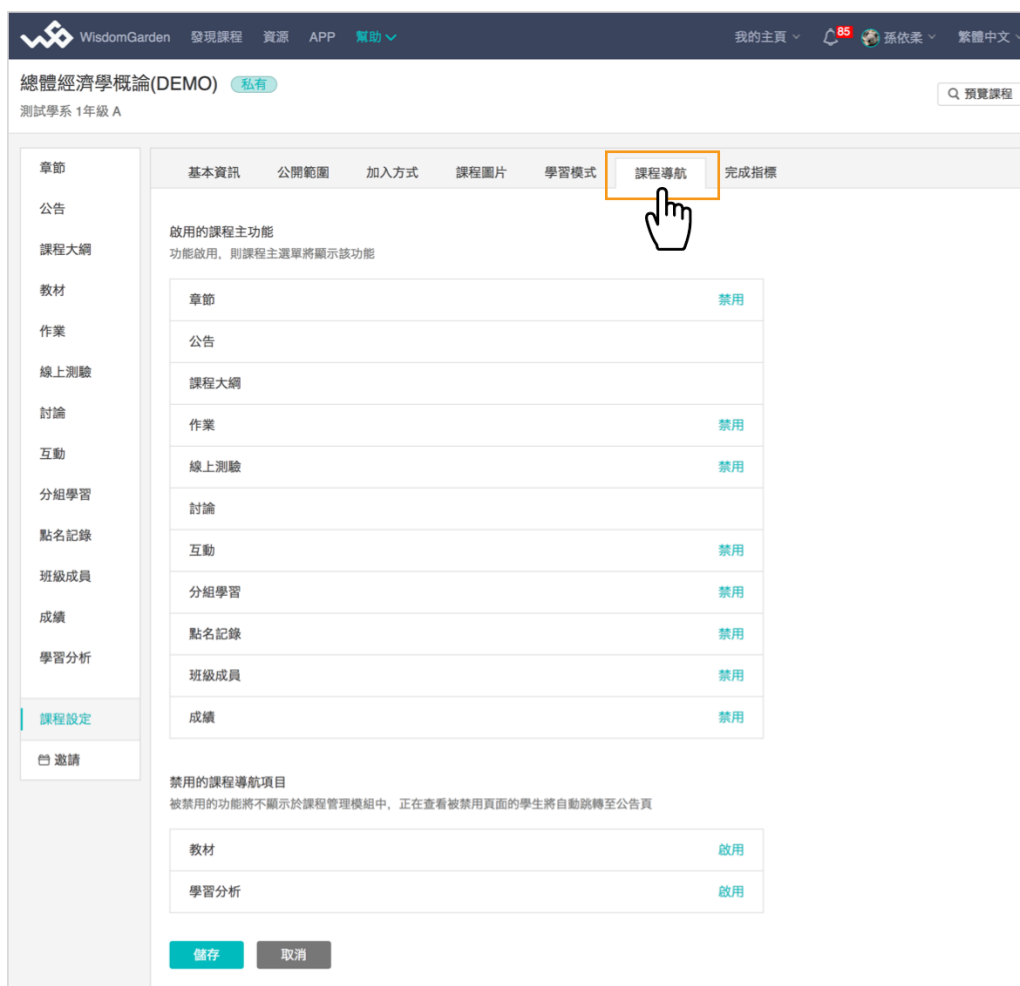 WisdomGarden 發現課程 資源 APP 幫助 我的主頁 85 孫依柔 繁體中文
總體經濟學概論(DEMO) 私有
測試學系 1年級 A
預覽課程
章節
公告
課程大綱
教材
作業
線上測驗
討論
互動
分組學習
點名記錄
班級成員
成績
學習分析
課程設定
邀請
基本資訊 公開範圍 加入方式 課程圖片 學習模式 課程導航 完成指標
啟用的課程主功能
功能啟用，則課程主選單將顯示該功能
章節 禁用
公告
課程大綱
作業 禁用
線上測驗 禁用
討論
互動 禁用
分組學習 禁用
點名記錄 禁用
班級成員 禁用
成績 禁用
禁用的課程導航項目
被禁用的功能將不顯示於課程管理模組中，正在查看被禁用頁面的學生將自動跳轉至公告頁
教材 啟用
學習分析 啟用
儲存 取消